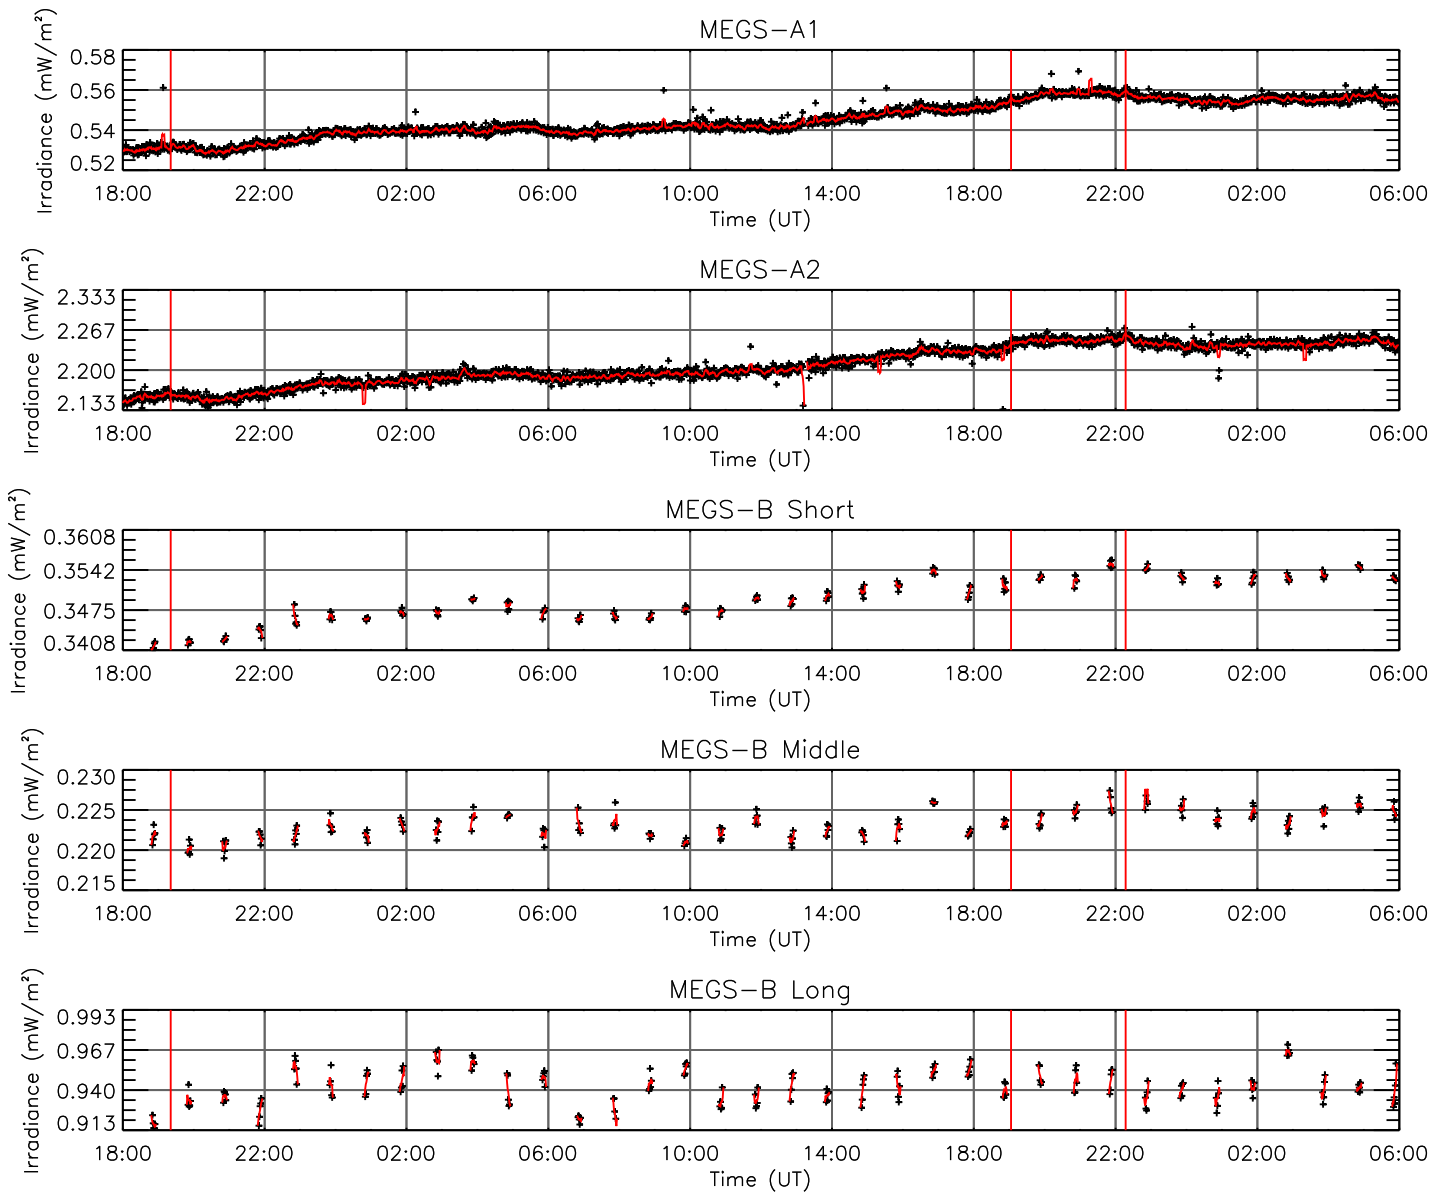 MEGS-A1
Irradiance (mW/m²)
0.58
0.56
0.54
0.52
18:00 22:00 02:00 06:00 10:00 14:00 18:00 22:00 02:00 06:00
Time (UT)
MEGS-A2
Irradiance (mW/m²)
2.333
2.267
2.200
2.133
18:00 22:00 02:00 06:00 10:00 14:00 18:00 22:00 02:00 06:00
Time (UT)
MEGS-B Short
Irradiance (mW/m²)
0.3608
0.3542
0.3475
0.3408
18:00 22:00 02:00 06:00 10:00 14:00 18:00 22:00 02:00 06:00
Time (UT)
MEGS-B Middle
Irradiance (mW/m²)
0.230
0.225
0.220
0.215
18:00 22:00 02:00 06:00 10:00 14:00 18:00 22:00 02:00 06:00
Time (UT)
MEGS-B Long
Irradiance (mW/m²)
0.993
0.967
0.940
0.913
18:00 22:00 02:00 06:00 10:00 14:00 18:00 22:00 02:00 06:00
Time (UT)